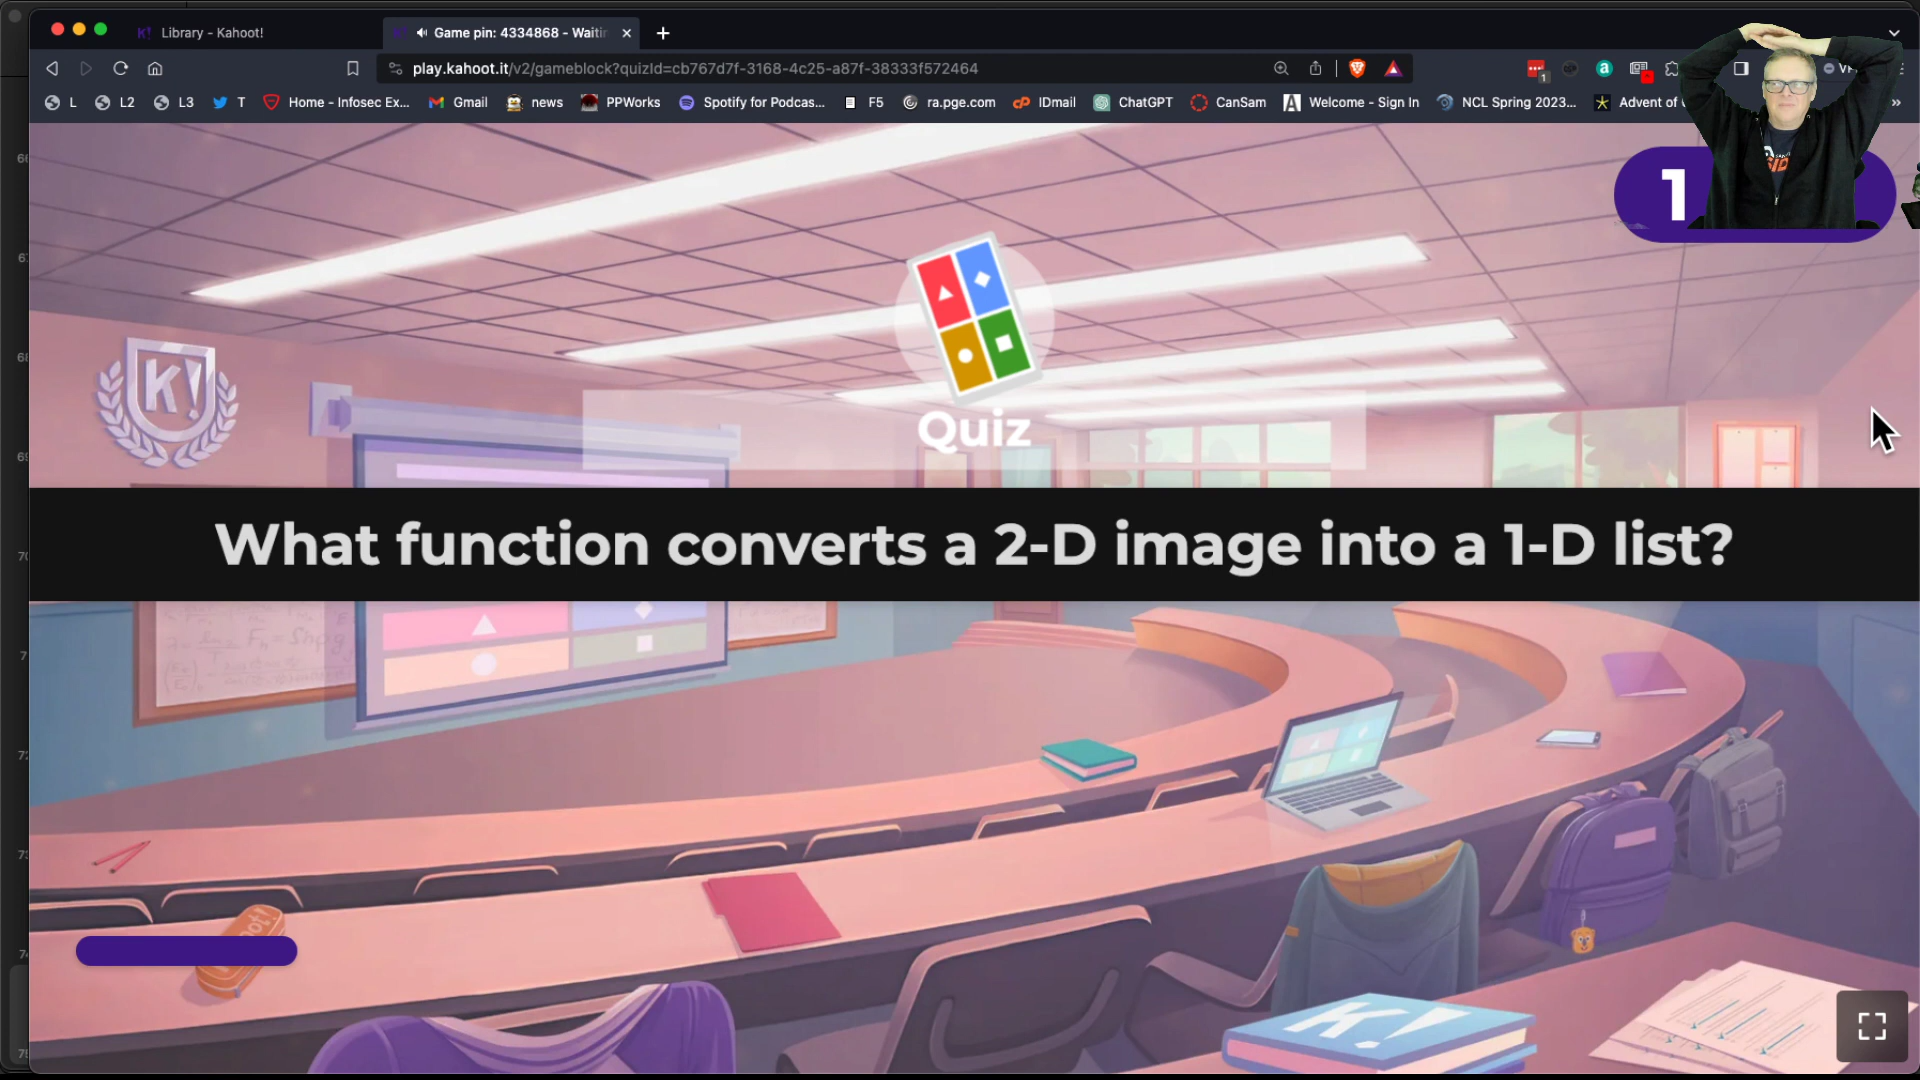 Library - Kahoot!
Game pin: 4334868 - Waitin
play.kahoot.it/v2/gameblock?quizId=cb767d7f-3168-4c25-a87f-38333f572464
VP
L
L2
L3
T
Home - Infosec Ex...
Gmail
news
PPWorks
Spotify for Podcas...
F5
ra.pge.com
IDmail
ChatGPT
CanSam
Welcome - Sign In
NCL Spring 2023...
Advent of
»
1
K!
Quiz
What function converts a 2-D image into a 1-D list?
K!